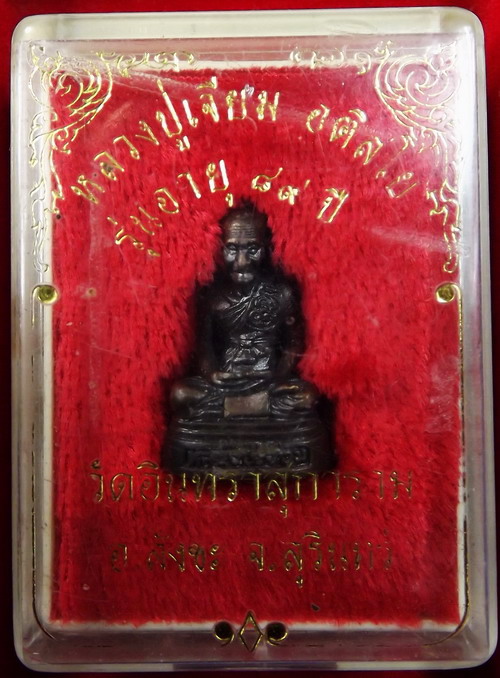 หลวงปู่เจียม อติสโย
รุ่นอายุ ๘๙ ปี
วัดอินทราสุการาม
อ.สังขะ จ.สุรินทร์